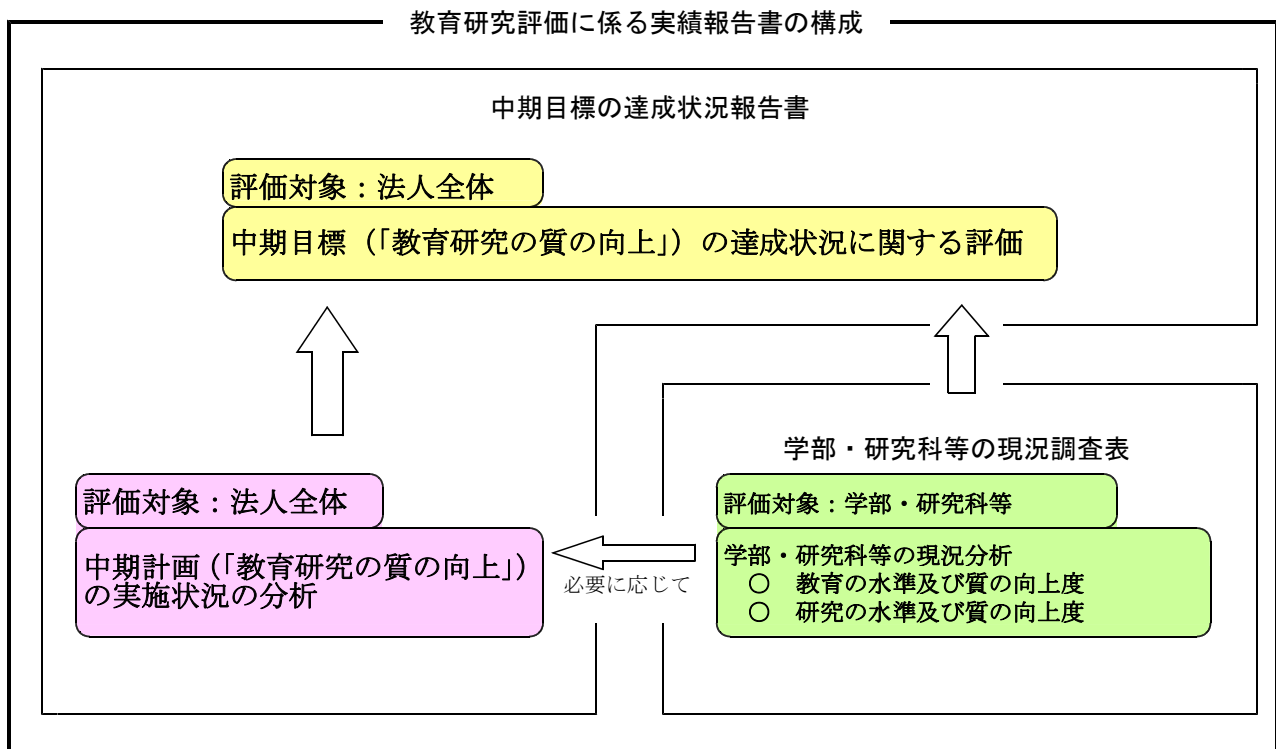 教育研究評価に係る実績報告書の構成
中期目標の達成状況報告書
評価対象：法人全体
中期目標（「教育研究の質の向上」）の達成状況に関する評価
学部・研究科等の現況調査表
評価対象：法人全体
中期計画（「教育研究の質の向上」）
の実施状況の分析
必要に応じて
評価対象：学部・研究科等
学部・研究科等の現況分析
○　教育の水準及び質の向上度
○　研究の水準及び質の向上度